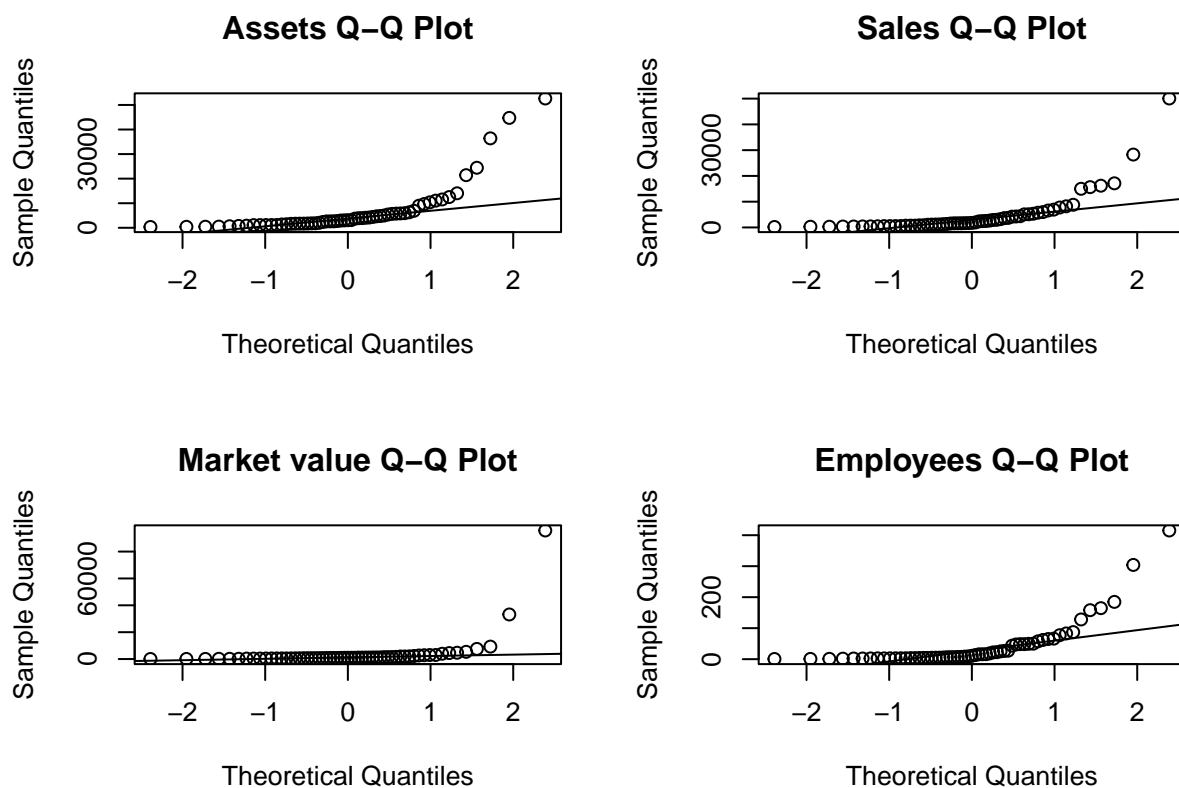 Assets Q−Q Plot
Sample Quantiles
0 30000
−2 −1 0 1 2
Theoretical Quantiles
Sales Q−Q Plot
Sample Quantiles
0 30000
−2 −1 0 1 2
Theoretical Quantiles
Market value Q−Q Plot
Sample Quantiles
0 60000
−2 −1 0 1 2
Theoretical Quantiles
Employees Q−Q Plot
Sample Quantiles
0 200
−2 −1 0 1 2
Theoretical Quantiles